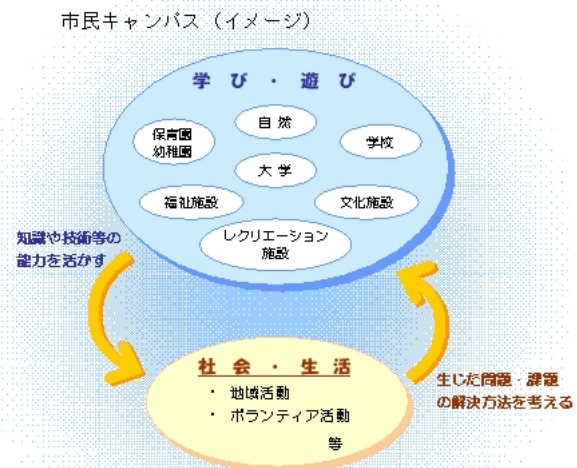 市民キャンパス（イメージ）
学 び ・ 遊 び
保育園
幼稚園
自 然
学校
大 学
福祉施設
文化施設
レクリエーション
施設
知識や技術等の
能力を活かす
社 会 ・ 生 活
・ 地域活動
・ ボランティア活動
等
生じた問題・課題
の解決方法を考える